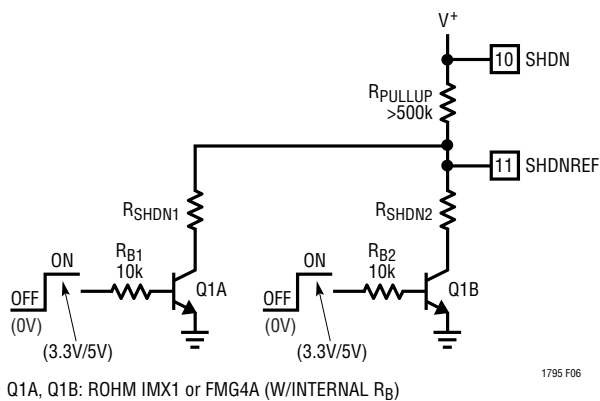 V+
10 SHDN
RPULLUP
>500k
11 SHDNREF
RSHDN1
RSHDN2
ON
RB1
10k
Q1A
OFF
(0V)
(3.3V/5V)
ON
RB2
10k
Q1B
OFF
(0V)
(3.3V/5V)
1795 F06
Q1A, Q1B: ROHM IMX1 or FMG4A (W/INTERNAL RB)